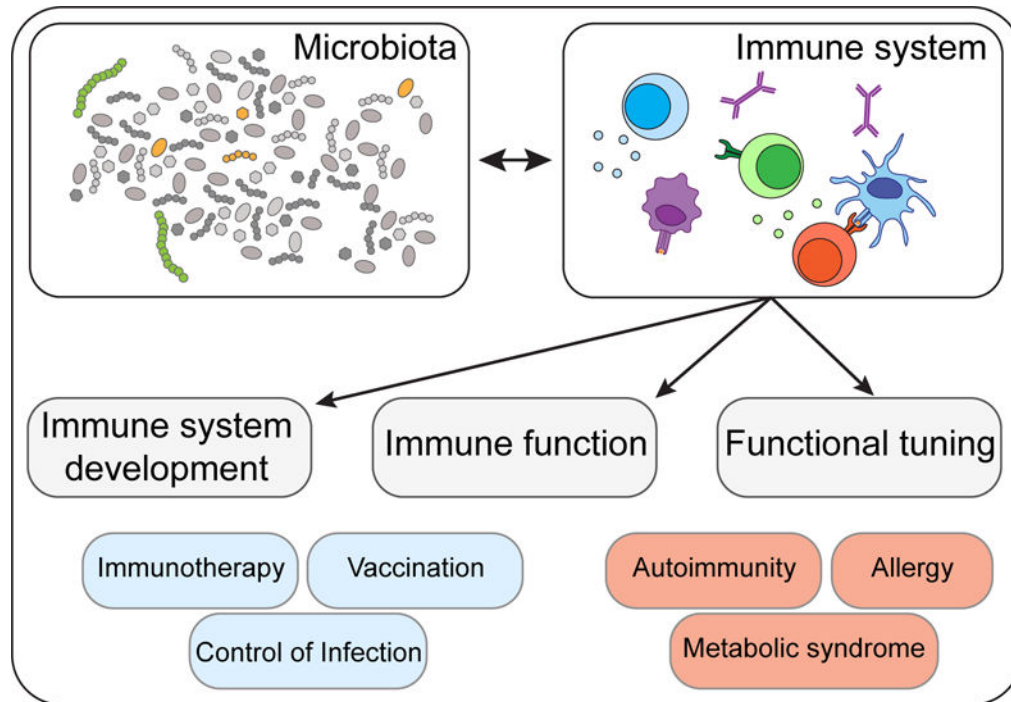 Microbiota
Immune system
Immune system
development
Immune function
Functional tuning
Immunotherapy
Vaccination
Control of Infection
Autoimmunity
Allergy
Metabolic syndrome